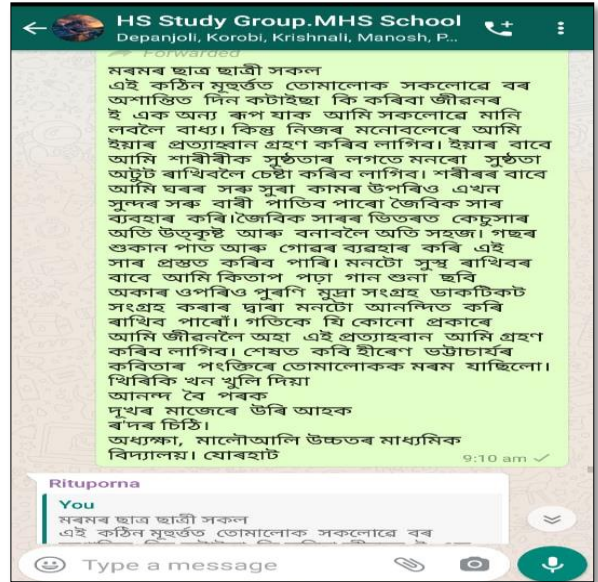 HS Study Group.MHS School
Depanjoli, Korobi, Krishnali, Manosh, P...
Forwarded
মৰমৰ ছাত্ৰ ছাত্ৰী সকল
এই কঠিন মূহুৰ্ত্তত তোমালোক সকলোৱে বৰ
অশান্তিত দিন কটাইছা কি কৰিবা জীৱনৰ
ই এক অন্য ৰূপ যাক আমি সকলোৱে মানি
লবলৈ বাধ্য। কিন্তু নিজৰ মনোবলেৰে আমি
ইয়াৰ প্ৰত্যাহ্বান গ্ৰহণ কৰিব লাগিব। ইয়াৰ বাবে
আমি শাৰীৰীক সুষ্ঠতাৰ লগতে মনৰো সুষ্ঠতা
অটুট ৰাখিবলৈ চেষ্টা কৰিব লাগিব। শৰীৰৰ বাবে
আমি ঘৰৰ সৰু সুৰা কামৰ উপৰিও এখন
সুন্দৰ সৰু বাৰী পাতিব পাৰো জৈবিক সাৰ
ব্যৱহাৰ কৰি।জৈবিক সাৰৰ ভিতৰত কেচুসাৰ
অতি উত্কৃষ্ট আৰু বনাবলৈ অতি সহজ। গছৰ
শুকান পাত আৰু গোৱৰ ব্যৱহাৰ কৰি এই
সাৰ প্ৰস্তত কৰিব পাৰি। মনটো সুস্থ ৰাখিবৰ
বাবে আমি কিতাপ পঢ়া গান শুনা ছবি
অকাৰ ওপৰিও পুৰণি মুদ্ৰা সংগ্ৰহ ডাকটিকট
সংগ্ৰহ কৰাৰ দ্বাৰা মনটো আনন্দিত কৰি
ৰাখিব পাৰোঁ। গতিকে যি কোনো প্ৰকাৰে
আমি জীৱনলৈ অহা এই প্ৰত্যাহবান আমি গ্ৰহণ
কৰিব লাগিব। শেষত কবি হীৰেণ ভট্টাচাৰ্যৰ
কবিতাৰ পংক্তিৰে তোমালোকক মৰম যাছিলো।
খিৰিকি খন খুলি দিয়া
আনন্দ বৈ পৰক
দূখৰ মাজেৰে উৰি আহক
ৰ'দৰ চিঠি।
অধ্যক্ষা, মালৌআলি উচ্চতৰ মাধ্যমিক
বিদ্যালয়। যোৰহাট
9:10 am
Rituporna
You
মৰমৰ ছাত্ৰ ছাত্ৰী সকল
এই কঠিন মূহুৰ্ত্তত তোমালোক সকলোৱে বৰ
Type a message